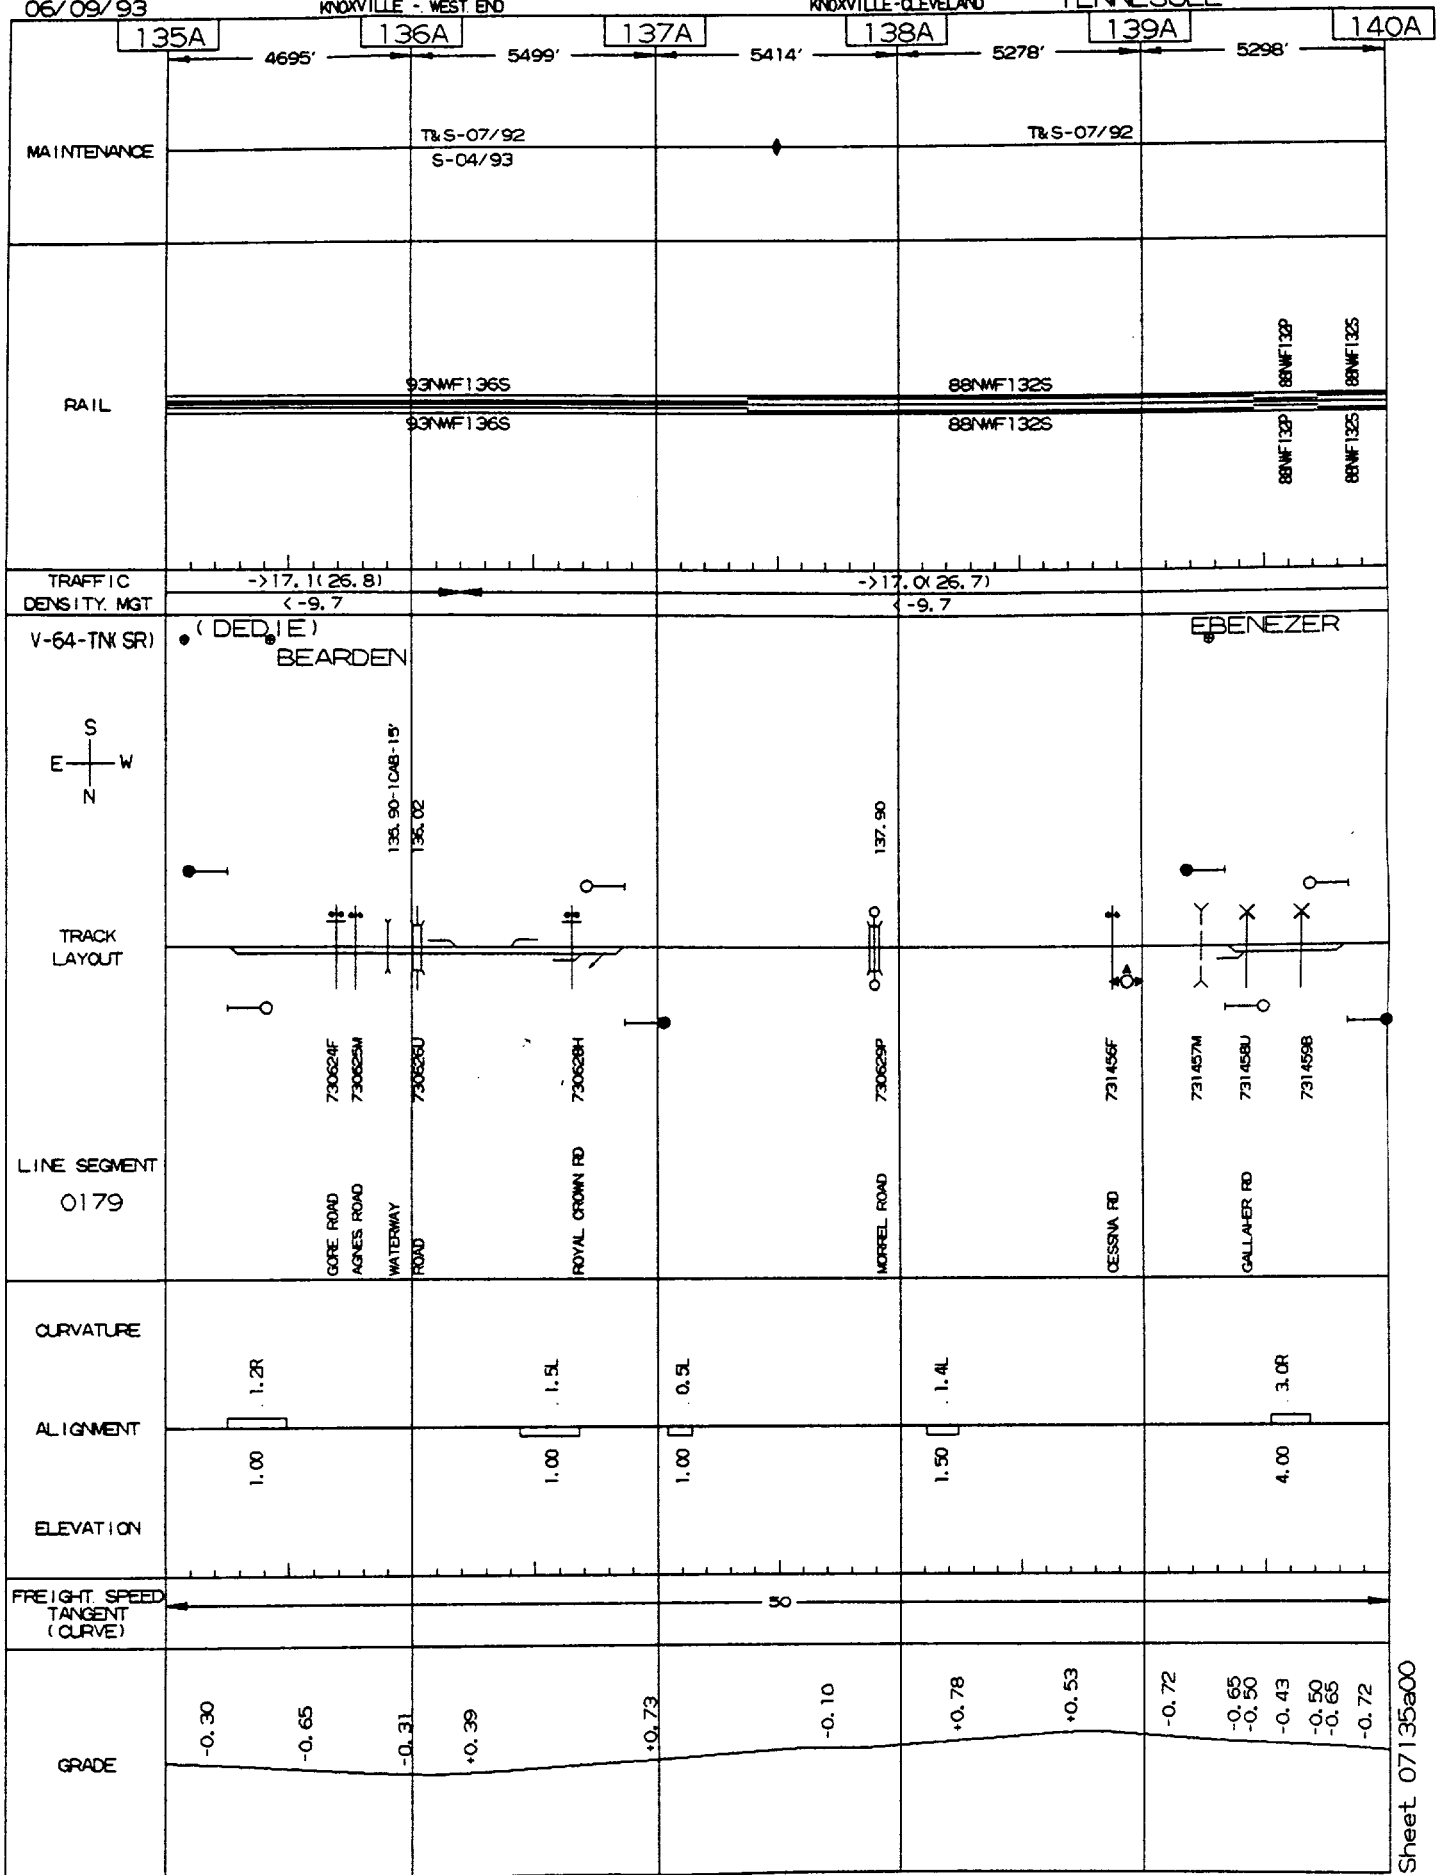 06/09/93 KNOXVILLE - WEST END KNOXVILLE-CLEVELAND TENNESSEE
135A 136A 137A 138A 139A 140A
4695' 5499' 5414' 5278' 5298'
MAINTENANCE
T&S-07/92 T&S-07/92
S-04/93
RAIL
93NWF136S 88NWF132S 88NWF132P 88NWF132S
93NWF136S 88NWF132S 88NWF132P 88NWF132S
TRAFFIC ->17.1(26.8) ->17.0(26.7)
DENSITY. MGT <-9.7 <-9.7
V-64-TN(SR) (DEDIE) EBENEZER
BEARDEN
S
E W
N
135.90-1CAB-15'
136.02
137.90
TRACK
LAYOUT
A
730624F
730625M
730626U
730628H
730629P
731456F
731457M
731458U
731459B
LINE SEGMENT
0179
GORE ROAD
AGNES ROAD
WATERWAY
ROAD
ROYAL CROWN RD
MORREL ROAD
CESSNA RD
GALLAHER RD
CURVATURE
1.2R 1.5L 0.5L 1.4L 3.0R
ALIGNMENT
1.00 1.00 1.00 1.50 4.00
ELEVATION
FREIGHT. SPEED
TANGENT
(CURVE)
50
GRADE
-0.30 -0.65 -0.31 +0.39 +0.73 -0.10 +0.78 +0.53 -0.72 -0.65 -0.50 -0.43 -0.50 -0.65 -0.72
Sheet 07135a00